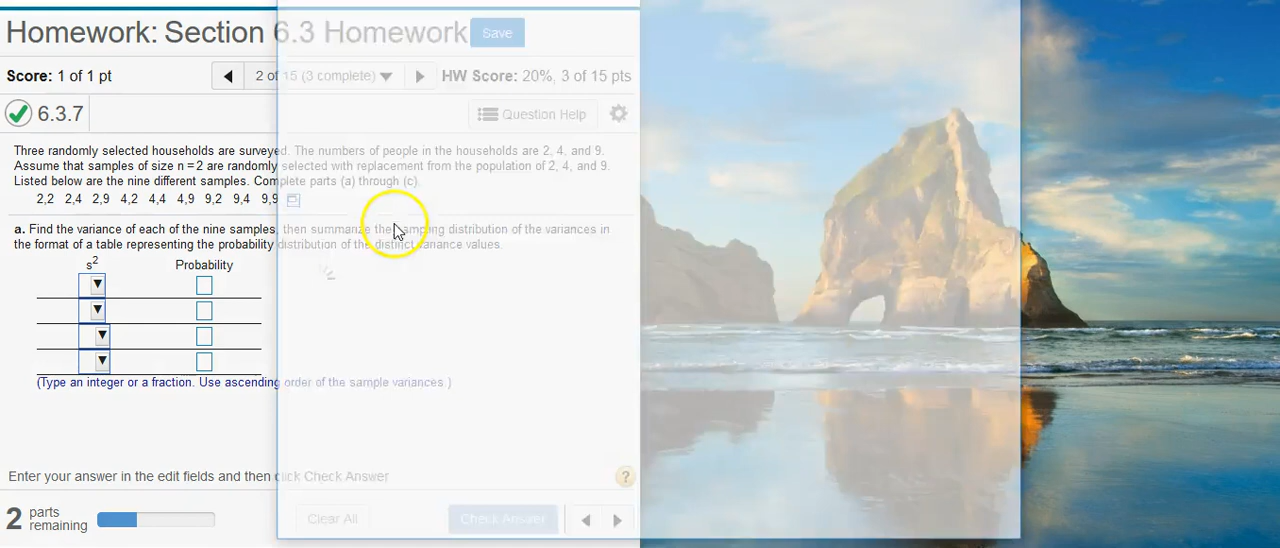 Homework: Section 6.3 Homework Save
Score: 1 of 1 pt 2 of 15 (3 complete) HW Score: 20%, 3 of 15 pts
6.3.7 Question Help
Three randomly selected households are surveyed. The numbers of people in the households are 2, 4, and 9.
Assume that samples of size n = 2 are randomly selected with replacement from the population of 2, 4, and 9.
Listed below are the nine different samples. Complete parts (a) through (c).
2,2 2,4 2,9 4,2 4,4 4,9 9,2 9,4 9,9
a. Find the variance of each of the nine samples, then summarize the sampling distribution of the variances in
the format of a table representing the probability distribution of the distinct variance values.
s² Probability
(Type an integer or a fraction. Use ascending order of the sample variances.)
Enter your answer in the edit fields and then click Check Answer
?
2 parts remaining Clear All Check Answer